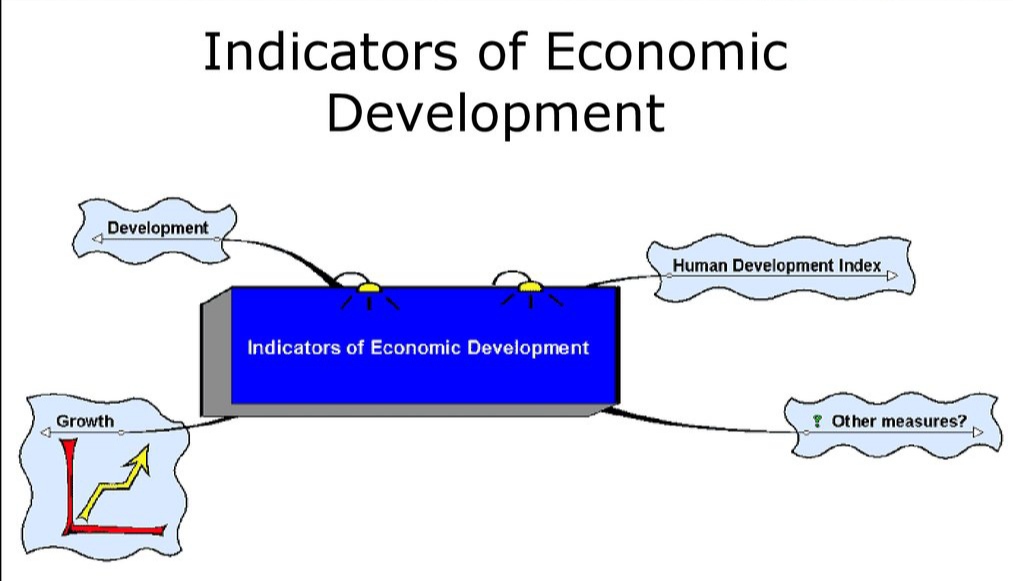 Indicators of Economic
Development
Development
Human Development Index
Indicators of Economic Development
Growth
? Other measures?